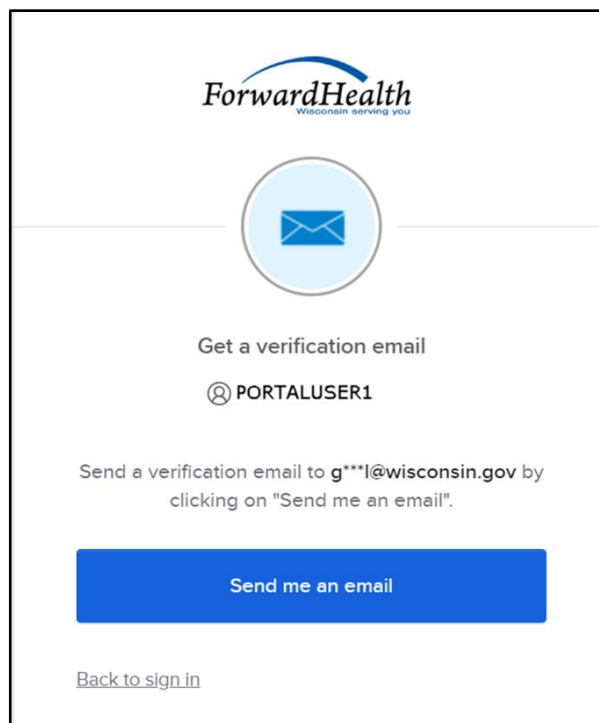 ForwardHealth
Wisconsin serving you
Get a verification email
PORTALUSER1
Send a verification email to g***l@wisconsin.gov by
clicking on "Send me an email".
Send me an email
Back to sign in